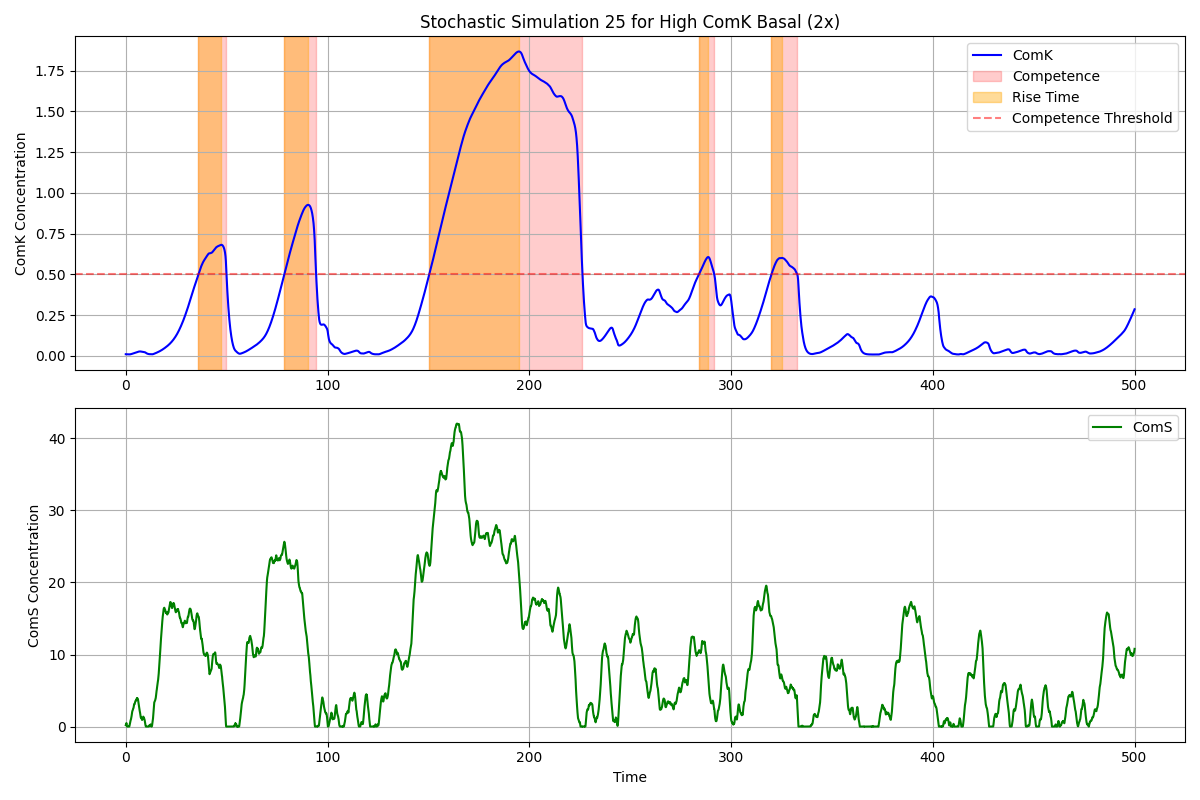 Stochastic Simulation 25 for High ComK Basal (2x)
ComK Concentration
1.75
1.50
1.25
1.00
0.75
0.50
0.25
0.00
ComK
Competence
Rise Time
Competence Threshold
0 100 200 300 400 500
ComS Concentration
40
30
20
10
0
ComS
0 100 200 300 400 500
Time